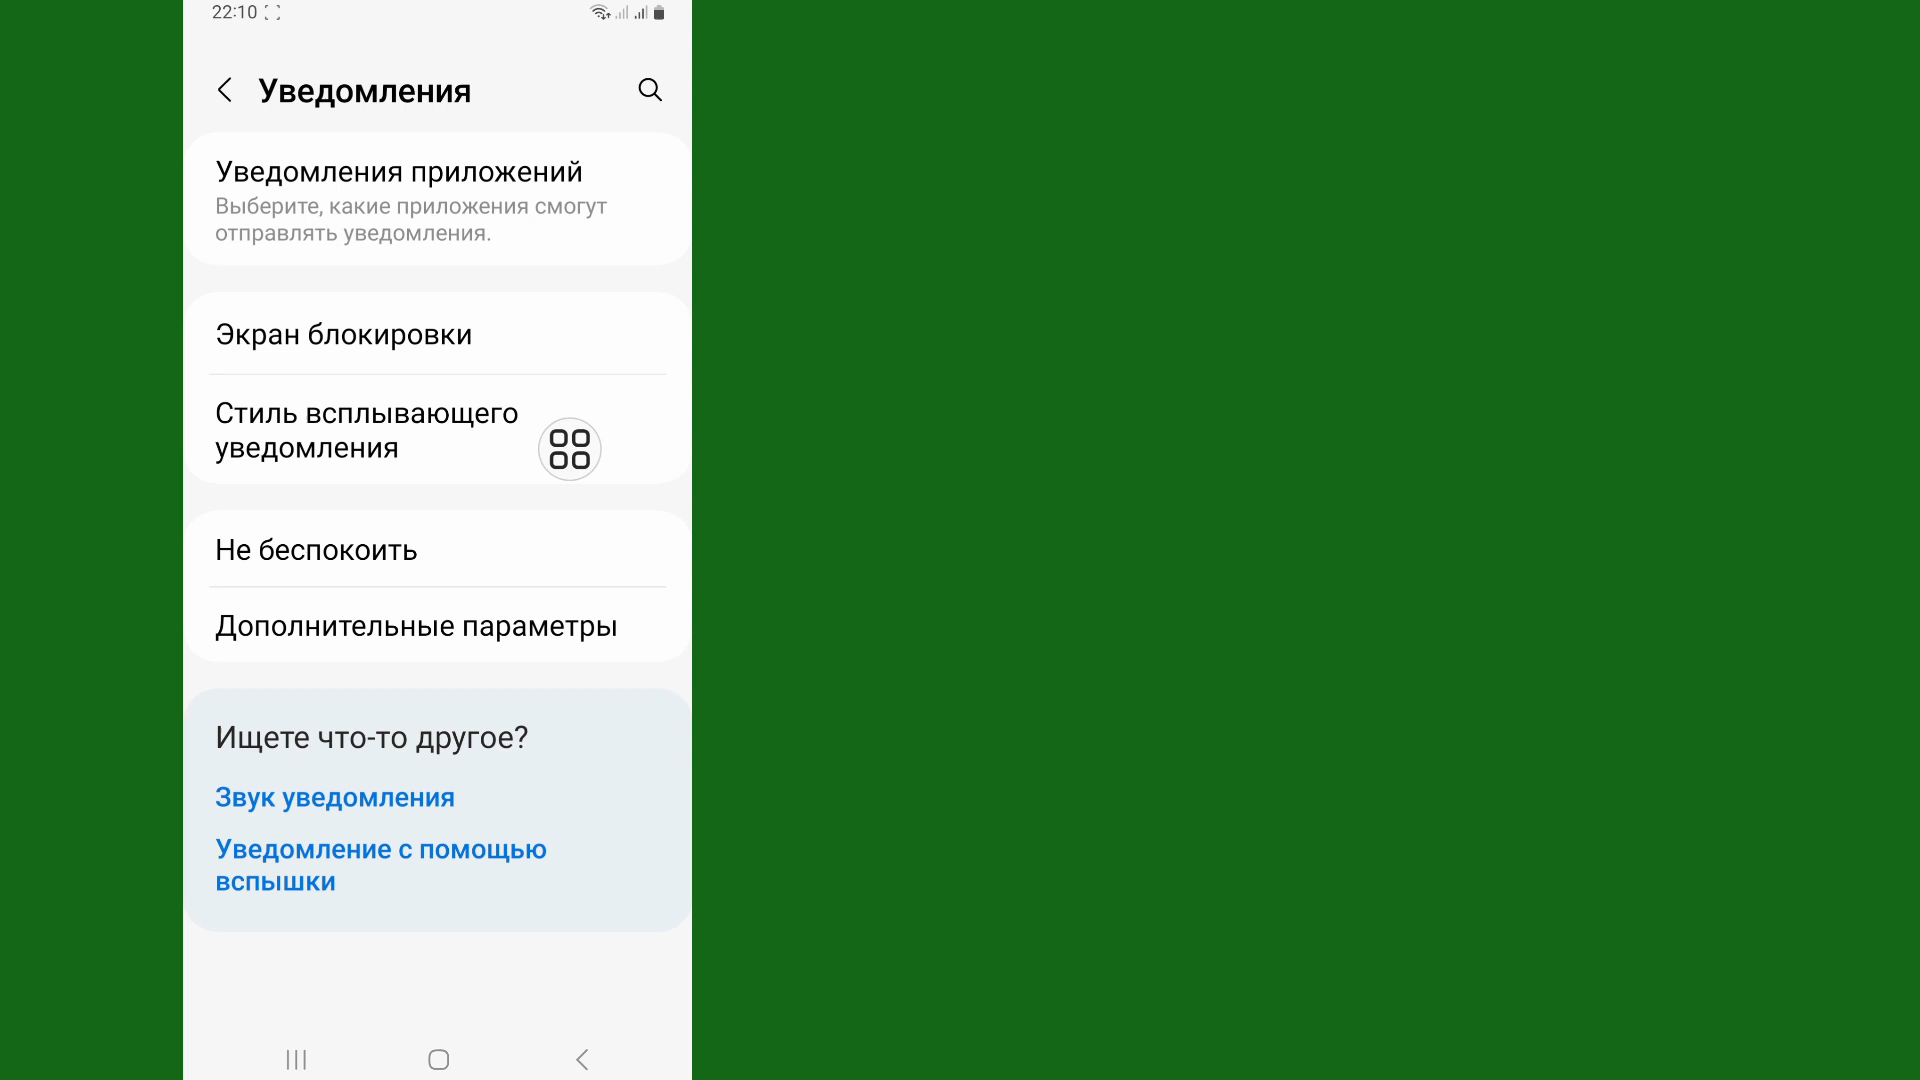 22:10
Уведомления
Уведомления приложений
Выберите, какие приложения смогут
отправлять уведомления.
Экран блокировки
Стиль всплывающего
уведомления
Не беспокоить
Дополнительные параметры
Ищете что-то другое?
Звук уведомления
Уведомление с помощью
вспышки